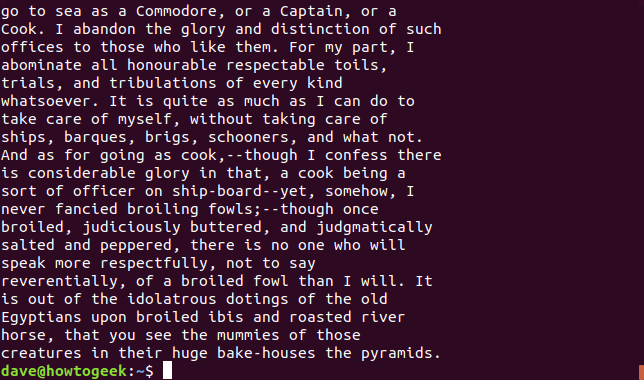 go to sea as a Commodore, or a Captain, or a
Cook. I abandon the glory and distinction of such
offices to those who like them. For my part, I
abominate all honourable respectable toils,
trials, and tribulations of every kind
whatsoever. It is quite as much as I can do to
take care of myself, without taking care of
ships, barques, brigs, schooners, and what not.
And as for going as cook,--though I confess there
is considerable glory in that, a cook being a
sort of officer on ship-board--yet, somehow, I
never fancied broiling fowls;--though once
broiled, judiciously buttered, and judgmatically
salted and peppered, there is no one who will
speak more respectfully, not to say
reverentially, of a broiled fowl than I will. It
is out of the idolatrous dotings of the old
Egyptians upon broiled ibis and roasted river
horse, that you see the mummies of those
creatures in their huge bake-houses the pyramids.
dave@howtogeek:~$